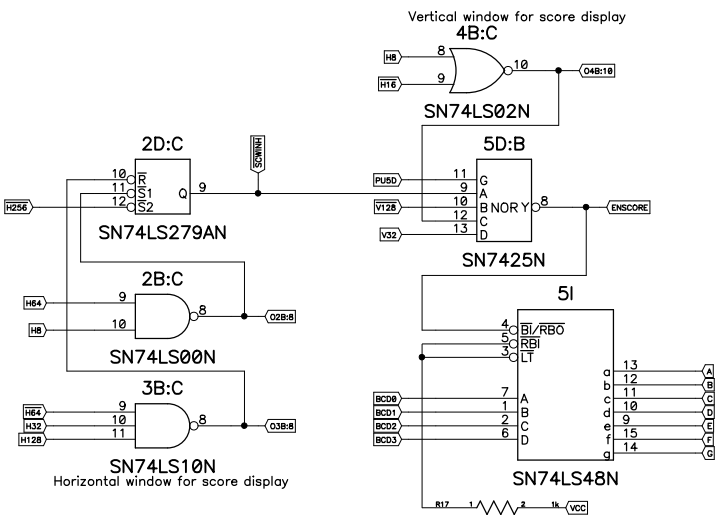 Vertical window for score display
4B:C
H8
8
10
O4B:10
H16
9
SN74LS02N
2D:C
SCWINH
5D:B
10
R
11
S1
Q
9
12
S2
H256
SN74LS279AN
PU5D
11
G
9
A
V128
10
B
NOR
Y
8
ENSCORE
12
C
V32
13
D
SN7425N
2B:C
H64
9
8
O2B:8
H8
10
SN74LS00N
3B:C
H64
9
H32
10
8
O3B:8
H128
11
SN74LS10N
Horizontal window for score display
5I
4
BI/RBO
5
RBI
3
LT
a
13
A
b
12
B
BCD0
7
A
c
11
C
BCD1
1
B
d
10
D
BCD2
2
C
e
9
E
BCD3
6
D
f
15
F
g
14
G
SN74LS48N
R17
1
2
1k
VCC